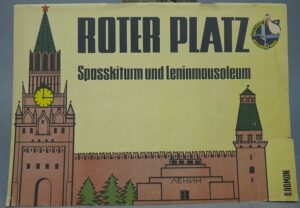 ROTER PLATZ
Spasskiturm und Leninmausoleum
ЛЕНИН